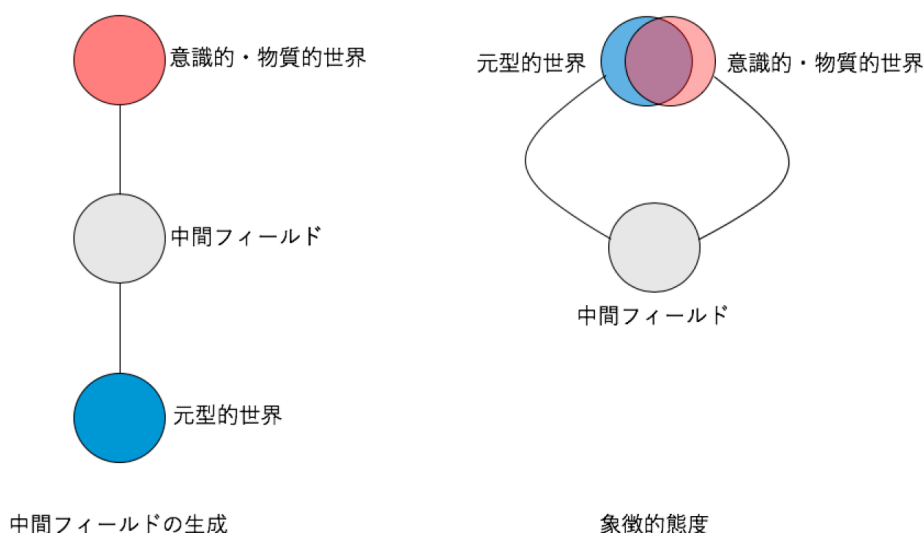 意識的・物質的世界
中間フィールド
元型的世界
中間フィールドの生成
元型的世界
意識的・物質的世界
中間フィールド
象徴的態度